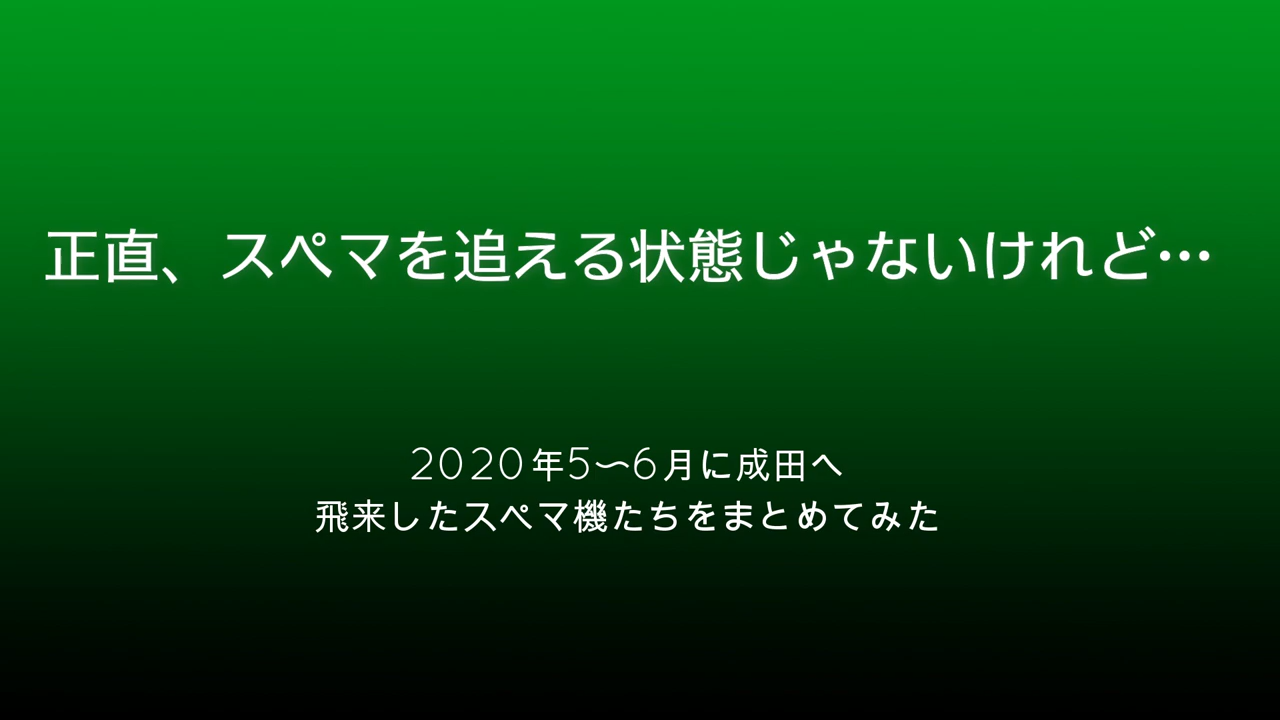 正直、スペマを追える状態じゃないけれど…
2020年5〜6月に成田へ
飛来したスペマ機たちをまとめてみた